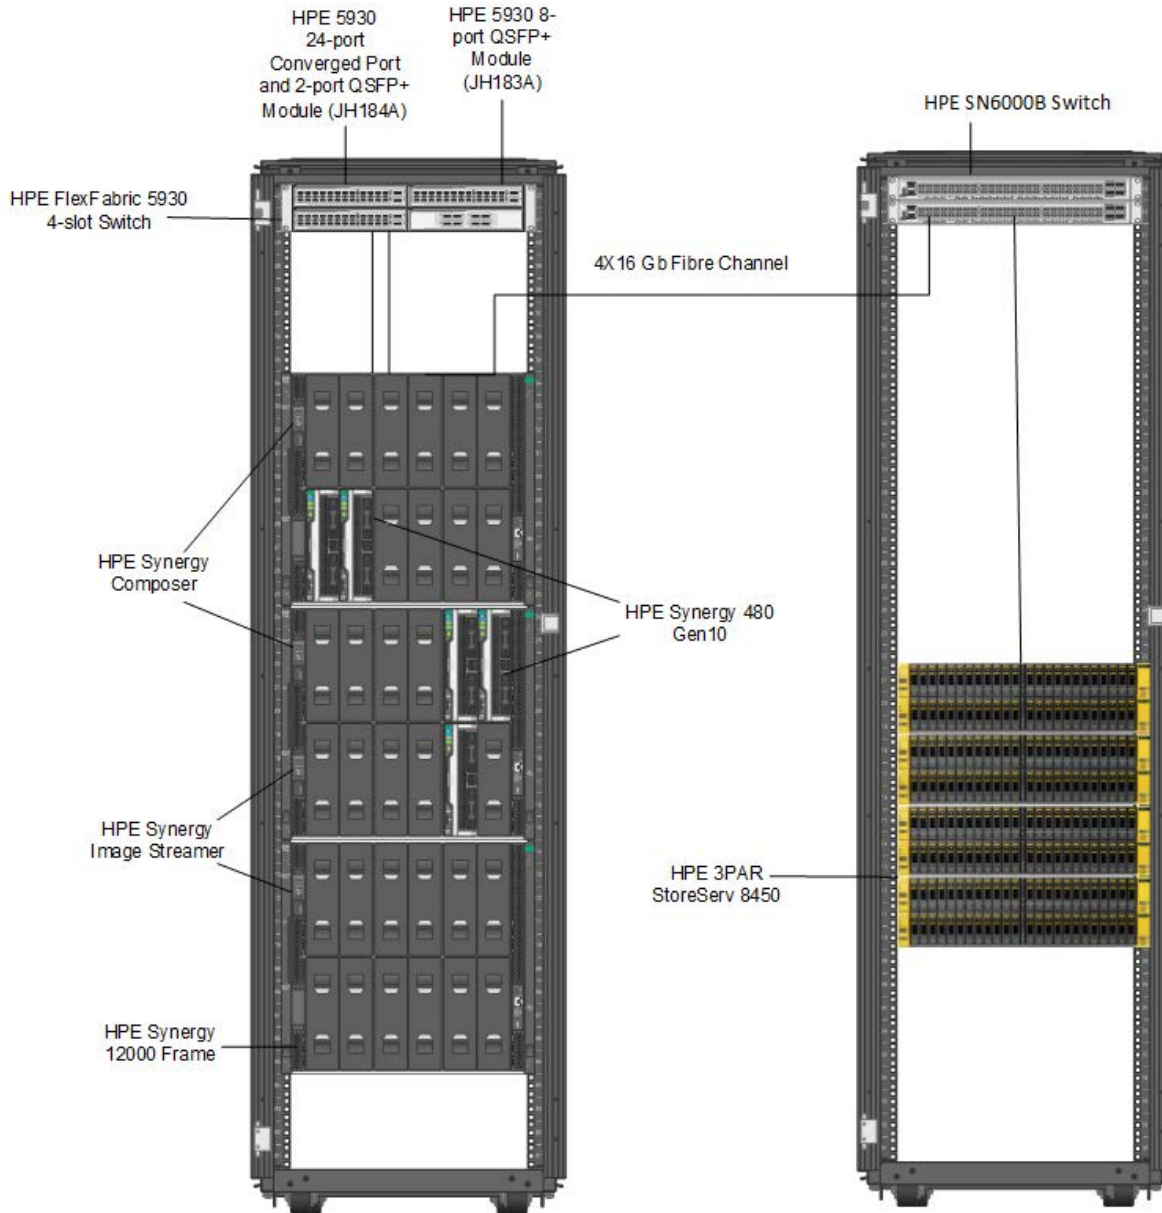 HPE 5930
24-port
Converged Port
and 2-port QSFP+
Module (JH184A)
HPE 5930 8-
port QSFP+
Module
(JH183A)
HPE SN6000B Switch
HPE FlexFabric 5930
4-slot Switch
4X16 Gb Fibre Channel
HPE Synergy
Composer
HPE Synergy 480
Gen10
HPE Synergy
Image Streamer
HPE 3PAR
StoreServ 8450
HPE Synergy
12000 Frame